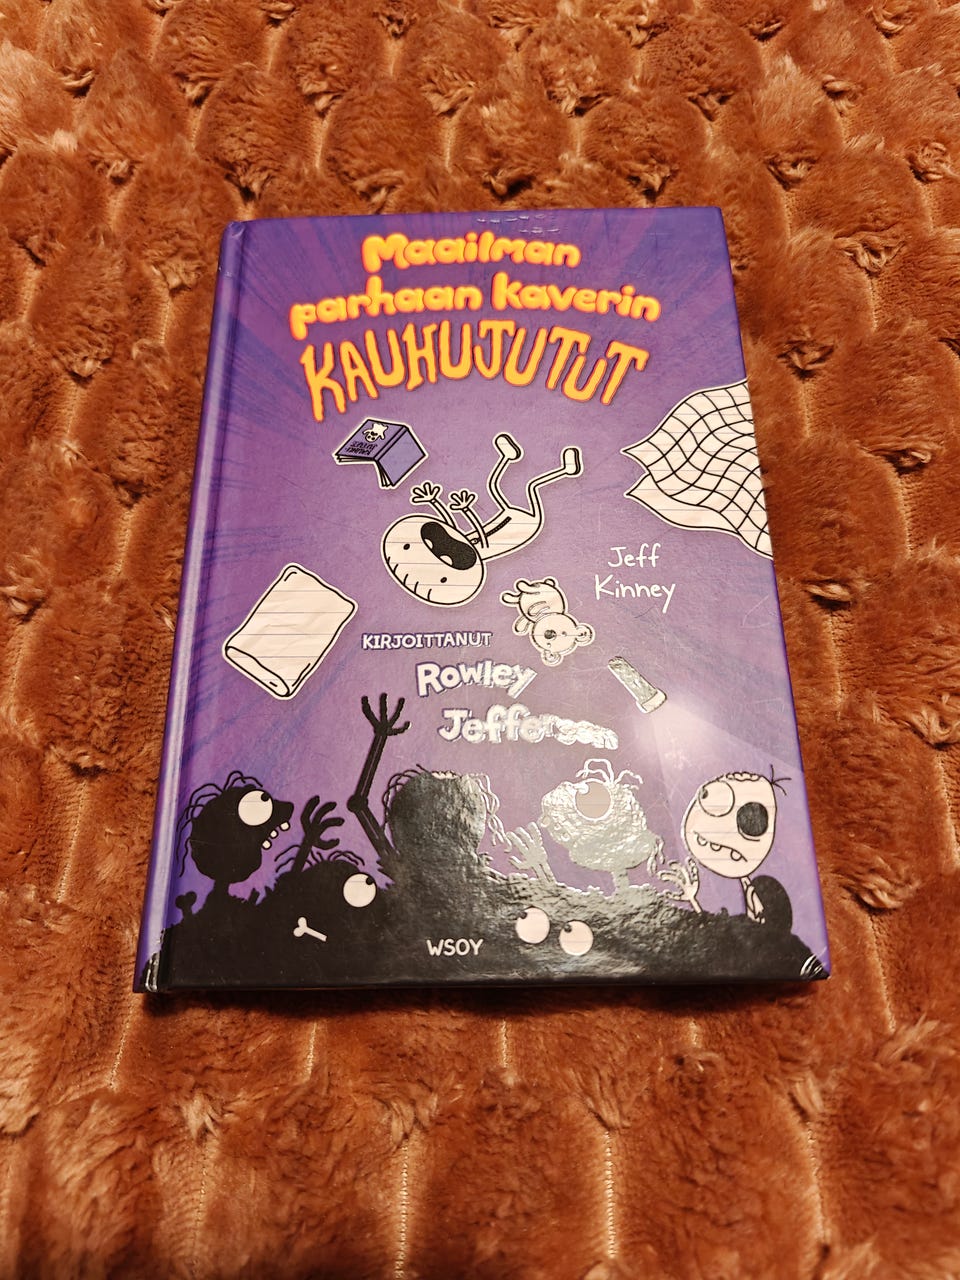 Maailman
parhaan kaverin
KAUHUJUTUT
Jeff
Kinney
KIRJOITTANUT
Rowley
Jefferson
WSOY